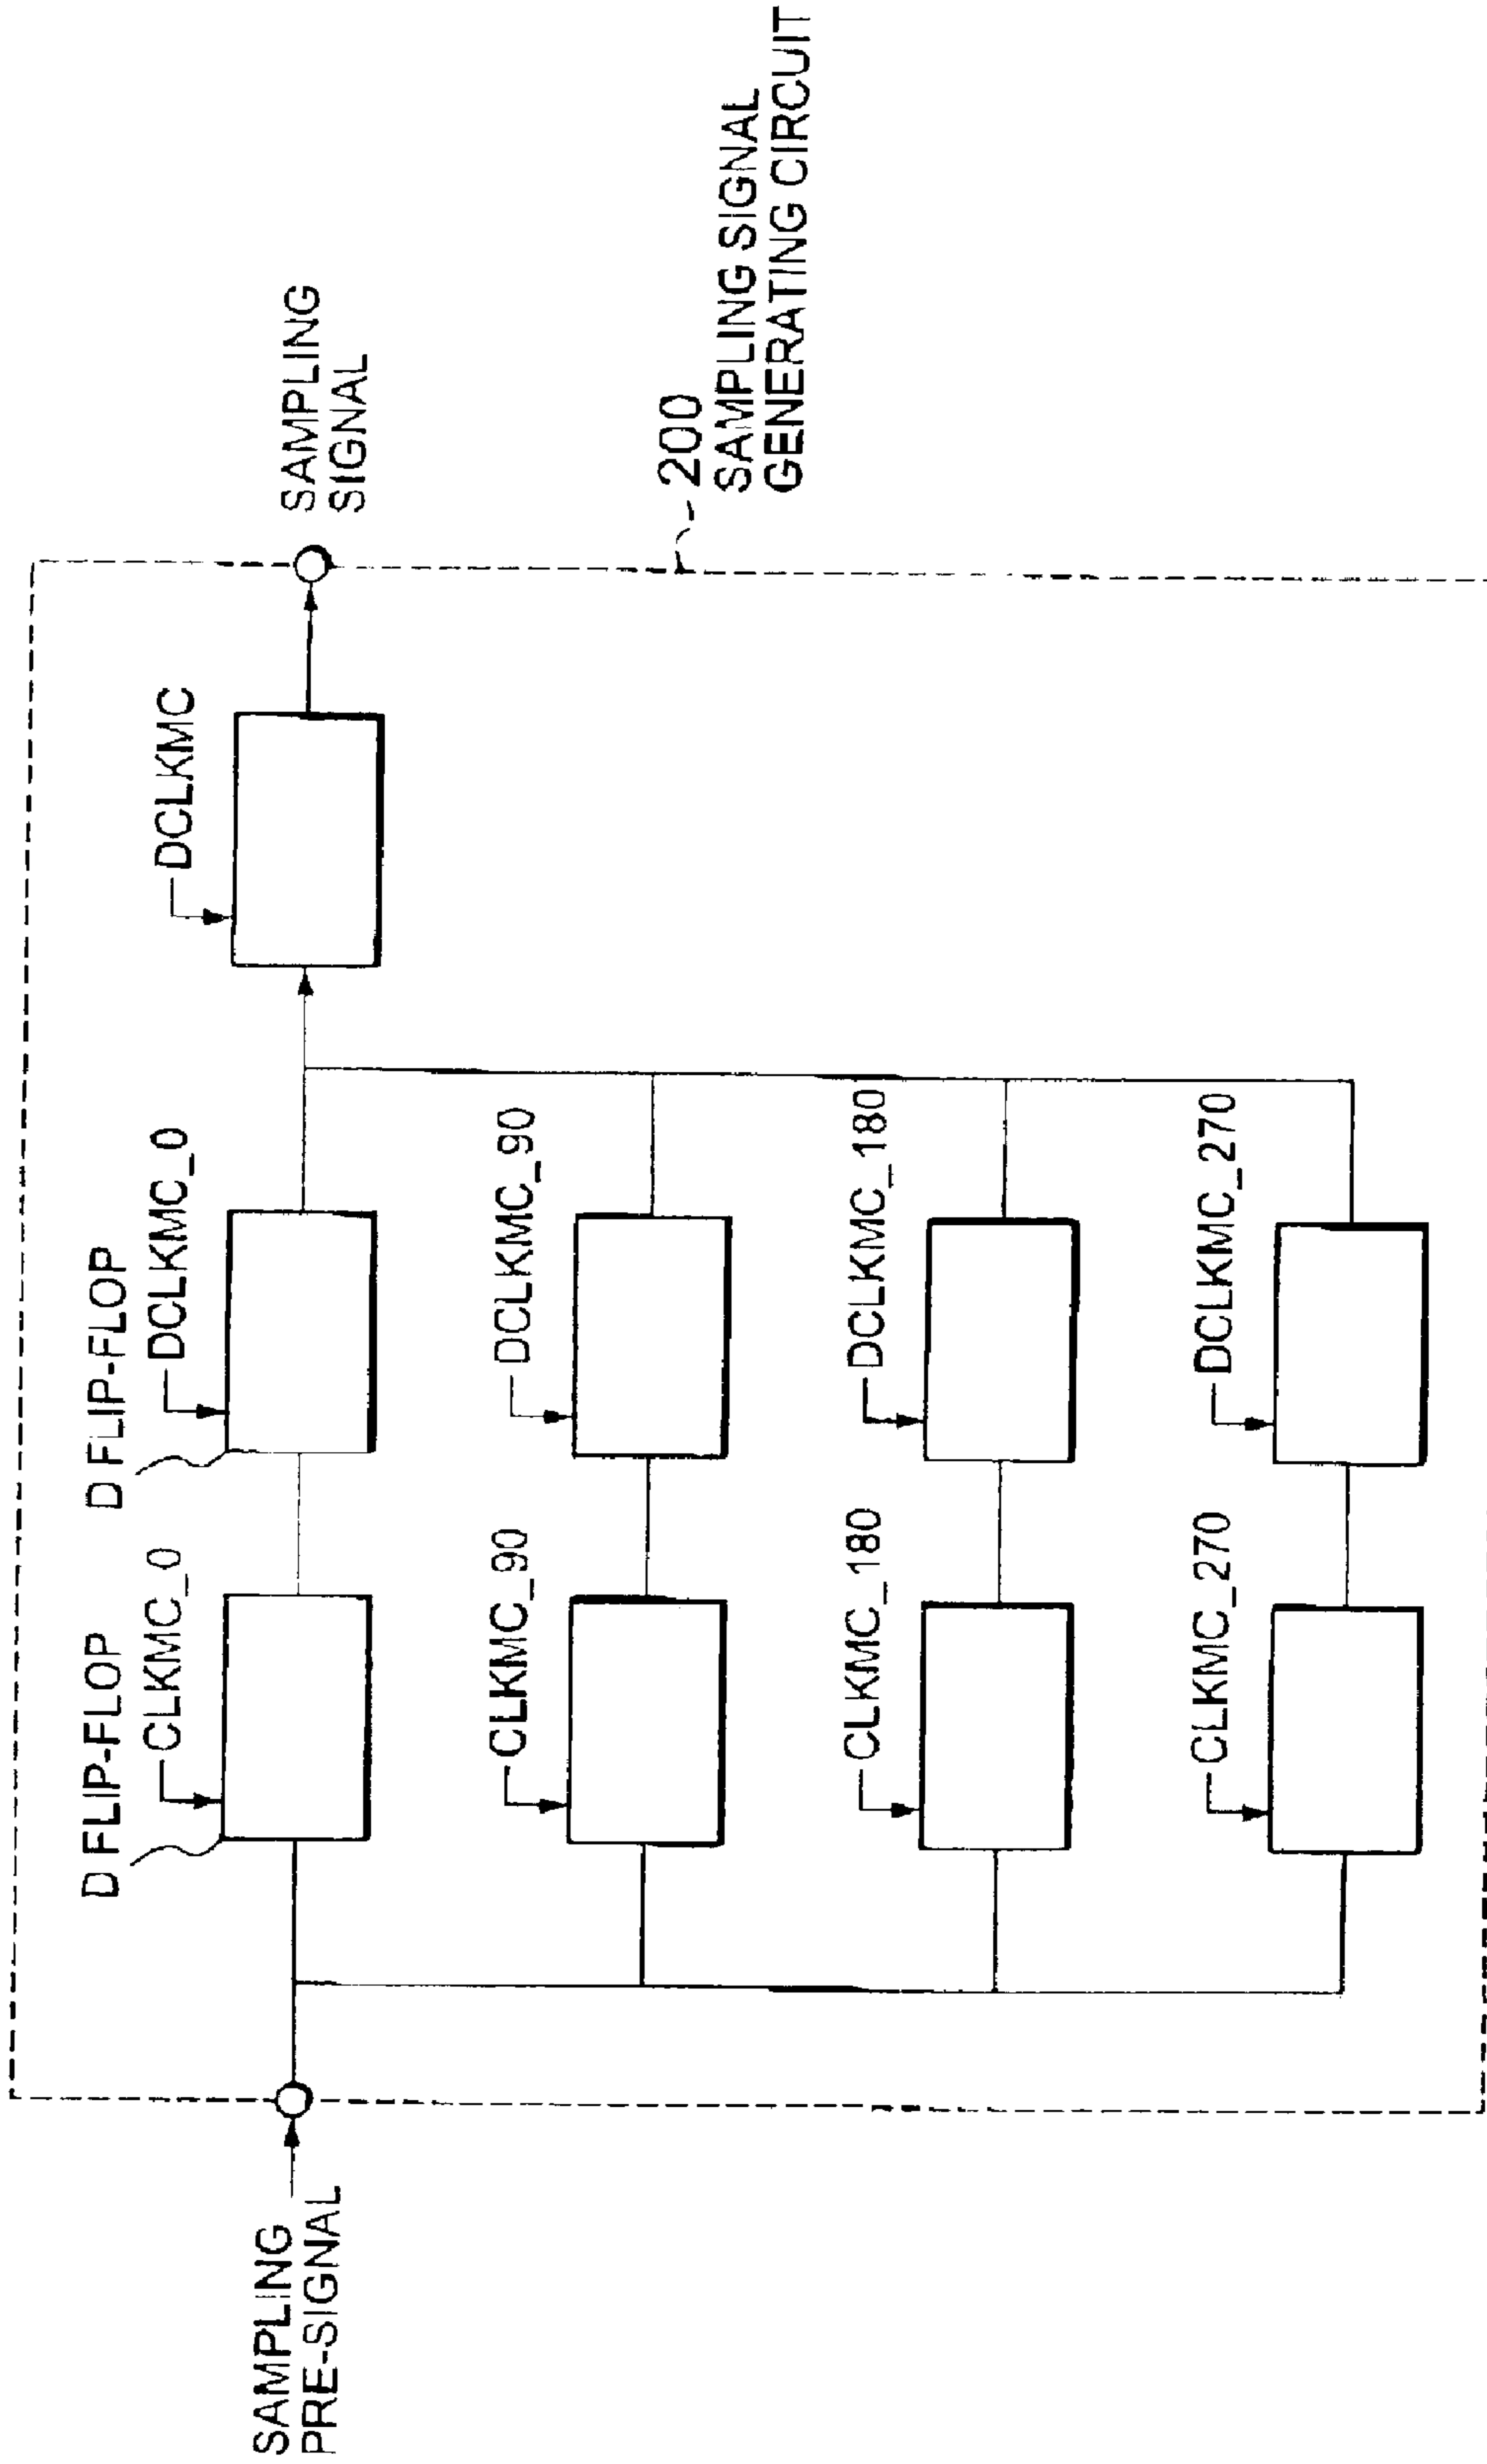 SAMPLING
PRE-SIGNAL
D FLIP-FLOP
CLKMC_0
D FLIP-FLOP
DCLKMC_0
DCLKMC
SAMPLING
SIGNAL
CLKMC_90
DCLKMC_90
200
SAMPLING SIGNAL
GENERATING CIRCUIT
CLKMC_180
DCLKMC_180
CLKMC_270
DCLKMC_270